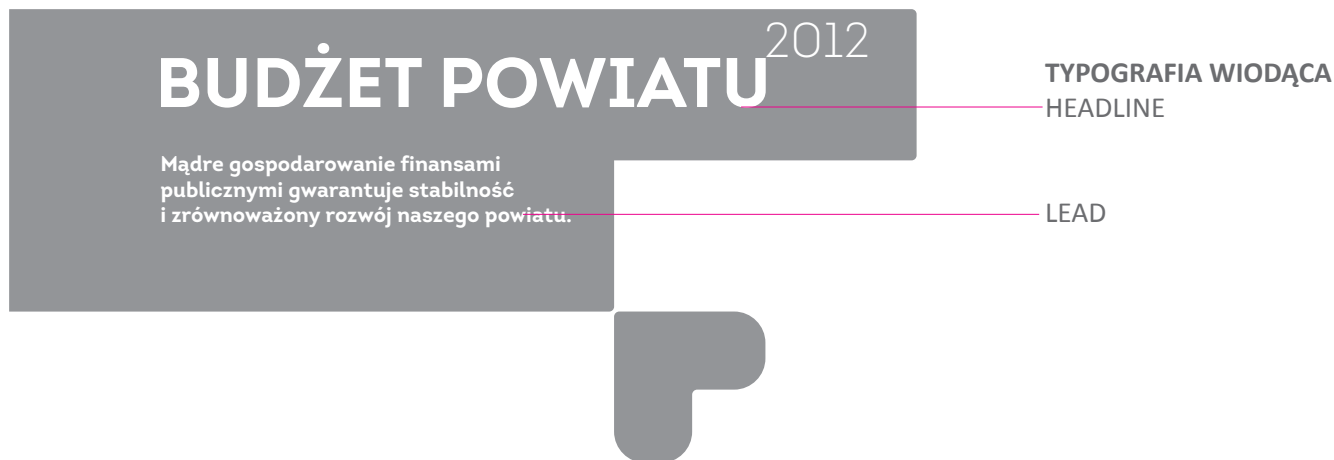 2012
BUDŻET POWIATU
Mądre gospodarowanie finansami
publicznymi gwarantuje stabilność
i zrównoważony rozwój naszego powiatu.
TYPOGRAFIA WIODĄCA
HEADLINE
LEAD